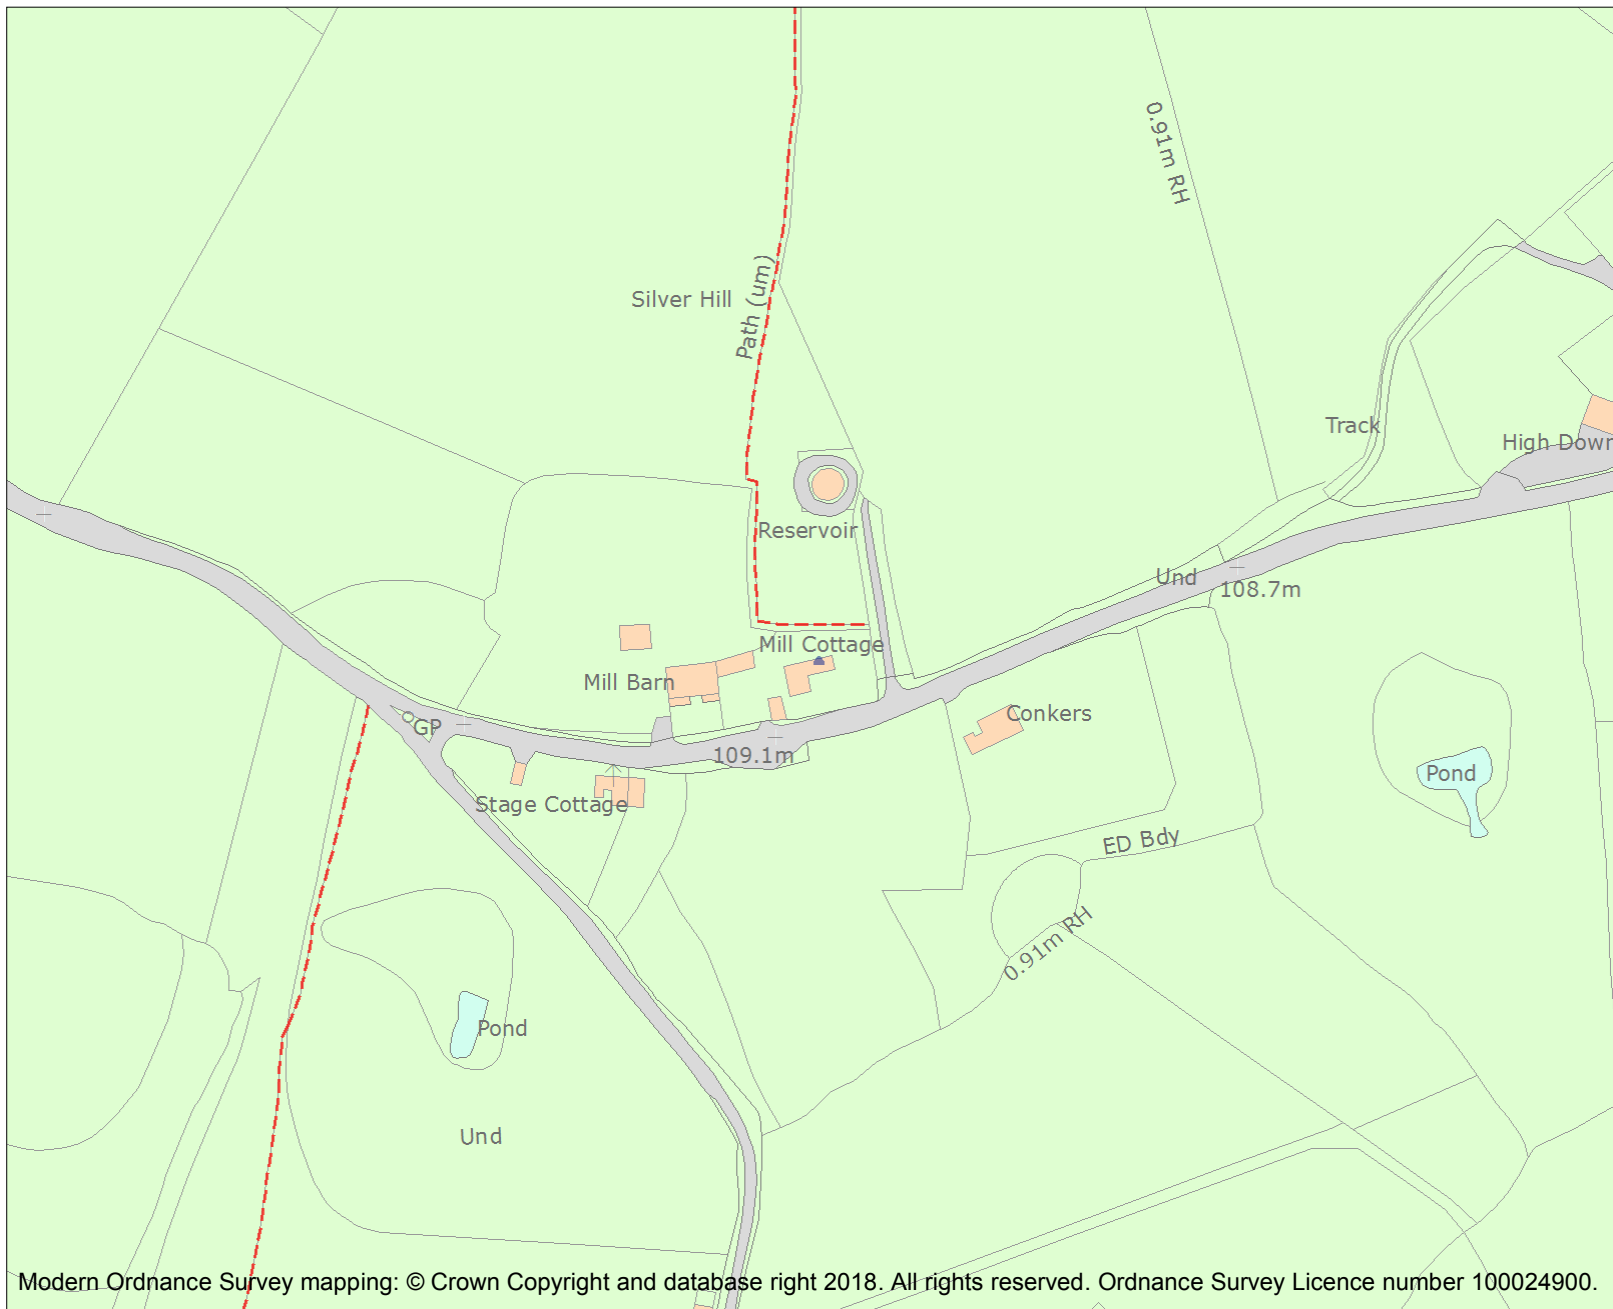 0.91m RH
Silver Hill
Path (um)
Track
High Down
Reservoir
Und
108.7m
Mill Cottage
Mill Barn
Conkers
GP
109.1m
Pond
Stage Cottage
ED Bdy
0.91m RH
Pond
Und
Modern Ordnance Survey mapping: © Crown Copyright and database right 2018. All rights reserved. Ordnance Survey Licence number 100024900.